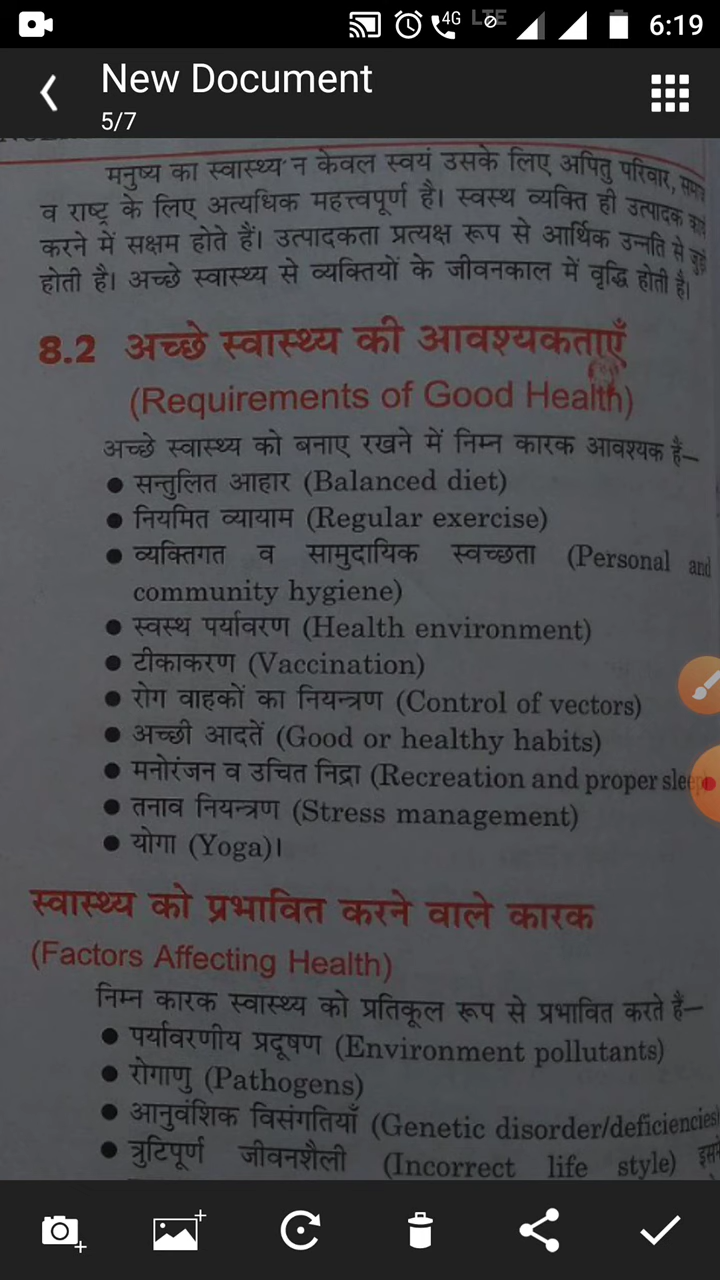 4G LTE 6:19
New Document
5/7
मनुष्य का स्वास्थ्य न केवल स्वयं उसके लिए अपितु परिवार, समाज
व राष्ट्र के लिए अत्यधिक महत्त्वपूर्ण है। स्वस्थ व्यक्ति ही उत्पादक कार्य
करने में सक्षम होते हैं। उत्पादकता प्रत्यक्ष रूप से आर्थिक उन्नति से जुड़ी
होती है। अच्छे स्वास्थ्य से व्यक्तियों के जीवनकाल में वृद्धि होती है।
8.2 अच्छे स्वास्थ्य की आवश्यकताएँ
(Requirements of Good Health)
अच्छे स्वास्थ्य को बनाए रखने में निम्न कारक आवश्यक हैं—
● सन्तुलित आहार (Balanced diet)
● नियमित व्यायाम (Regular exercise)
● व्यक्तिगत व सामुदायिक स्वच्छता (Personal and
community hygiene)
● स्वस्थ पर्यावरण (Health environment)
● टीकाकरण (Vaccination)
● रोग वाहकों का नियन्त्रण (Control of vectors)
● अच्छी आदतें (Good or healthy habits)
● मनोरंजन व उचित निद्रा (Recreation and proper sleep
● तनाव नियन्त्रण (Stress management)
● योगा (Yoga)।
स्वास्थ्य को प्रभावित करने वाले कारक
(Factors Affecting Health)
निम्न कारक स्वास्थ्य को प्रतिकूल रूप से प्रभावित करते हैं—
● पर्यावरणीय प्रदूषण (Environment pollutants)
● रोगाणु (Pathogens)
● आनुवंशिक विसंगतियाँ (Genetic disorder/deficiencies
● त्रुटिपूर्ण जीवनशैली (Incorrect life style)